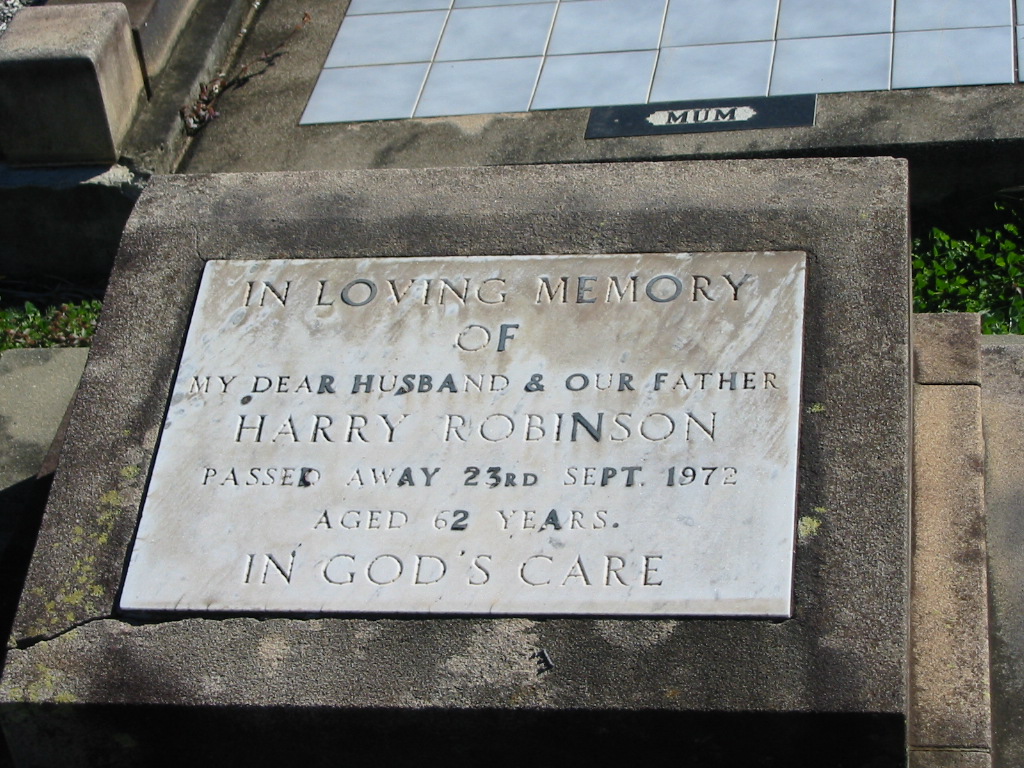 MUM
IN LOVING MEMORY
OF
MY DEAR HUSBAND & OUR FATHER
HARRY ROBINSON
PASSED AWAY 23RD SEPT. 1972
AGED 62 YEARS.
IN GOD'S CARE